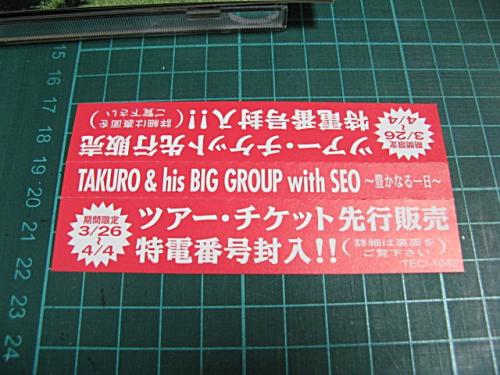 期間限定
3/26
～
4/4
ツアー・チケット先行販売
特電番号封入!!
(詳細は裏面を
ご覧下さい)
TAKURO & his BIG GROUP with SEO ～豊かなる一日～
期間限定
3/26
～
4/4
ツアー・チケット先行販売
特電番号封入!!
(詳細は裏面を
ご覧下さい)
TECI-1042
15
16
17
18
19
20
21
22
23
24